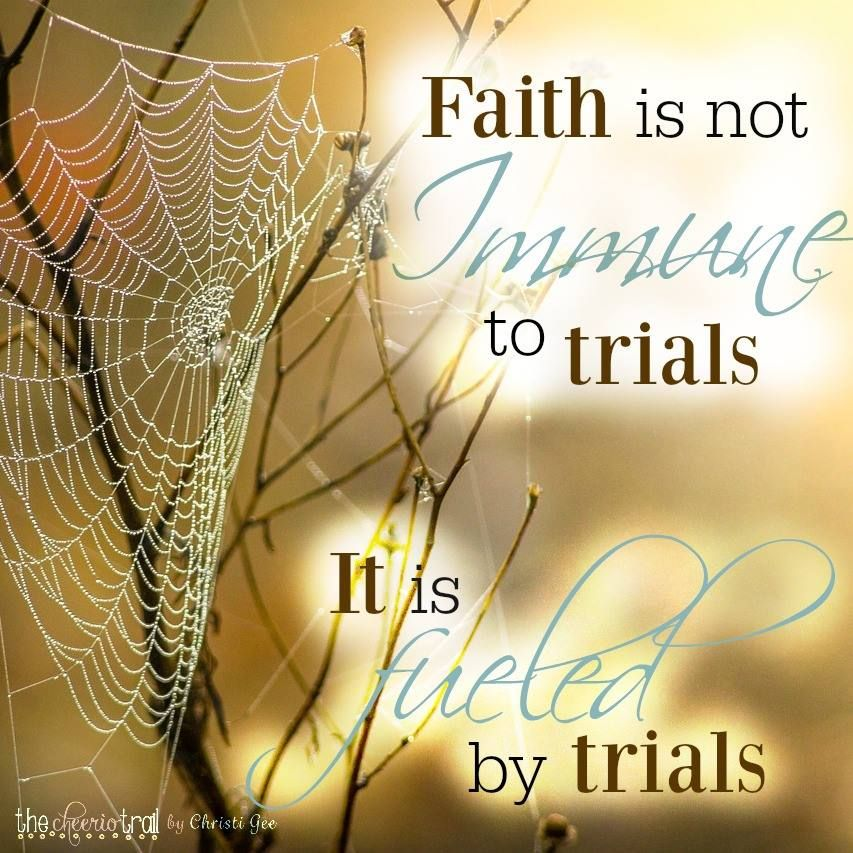 Faith is not
Immune
to trials
It is
fueled
by trials
the cheerio trail by Christi Gee